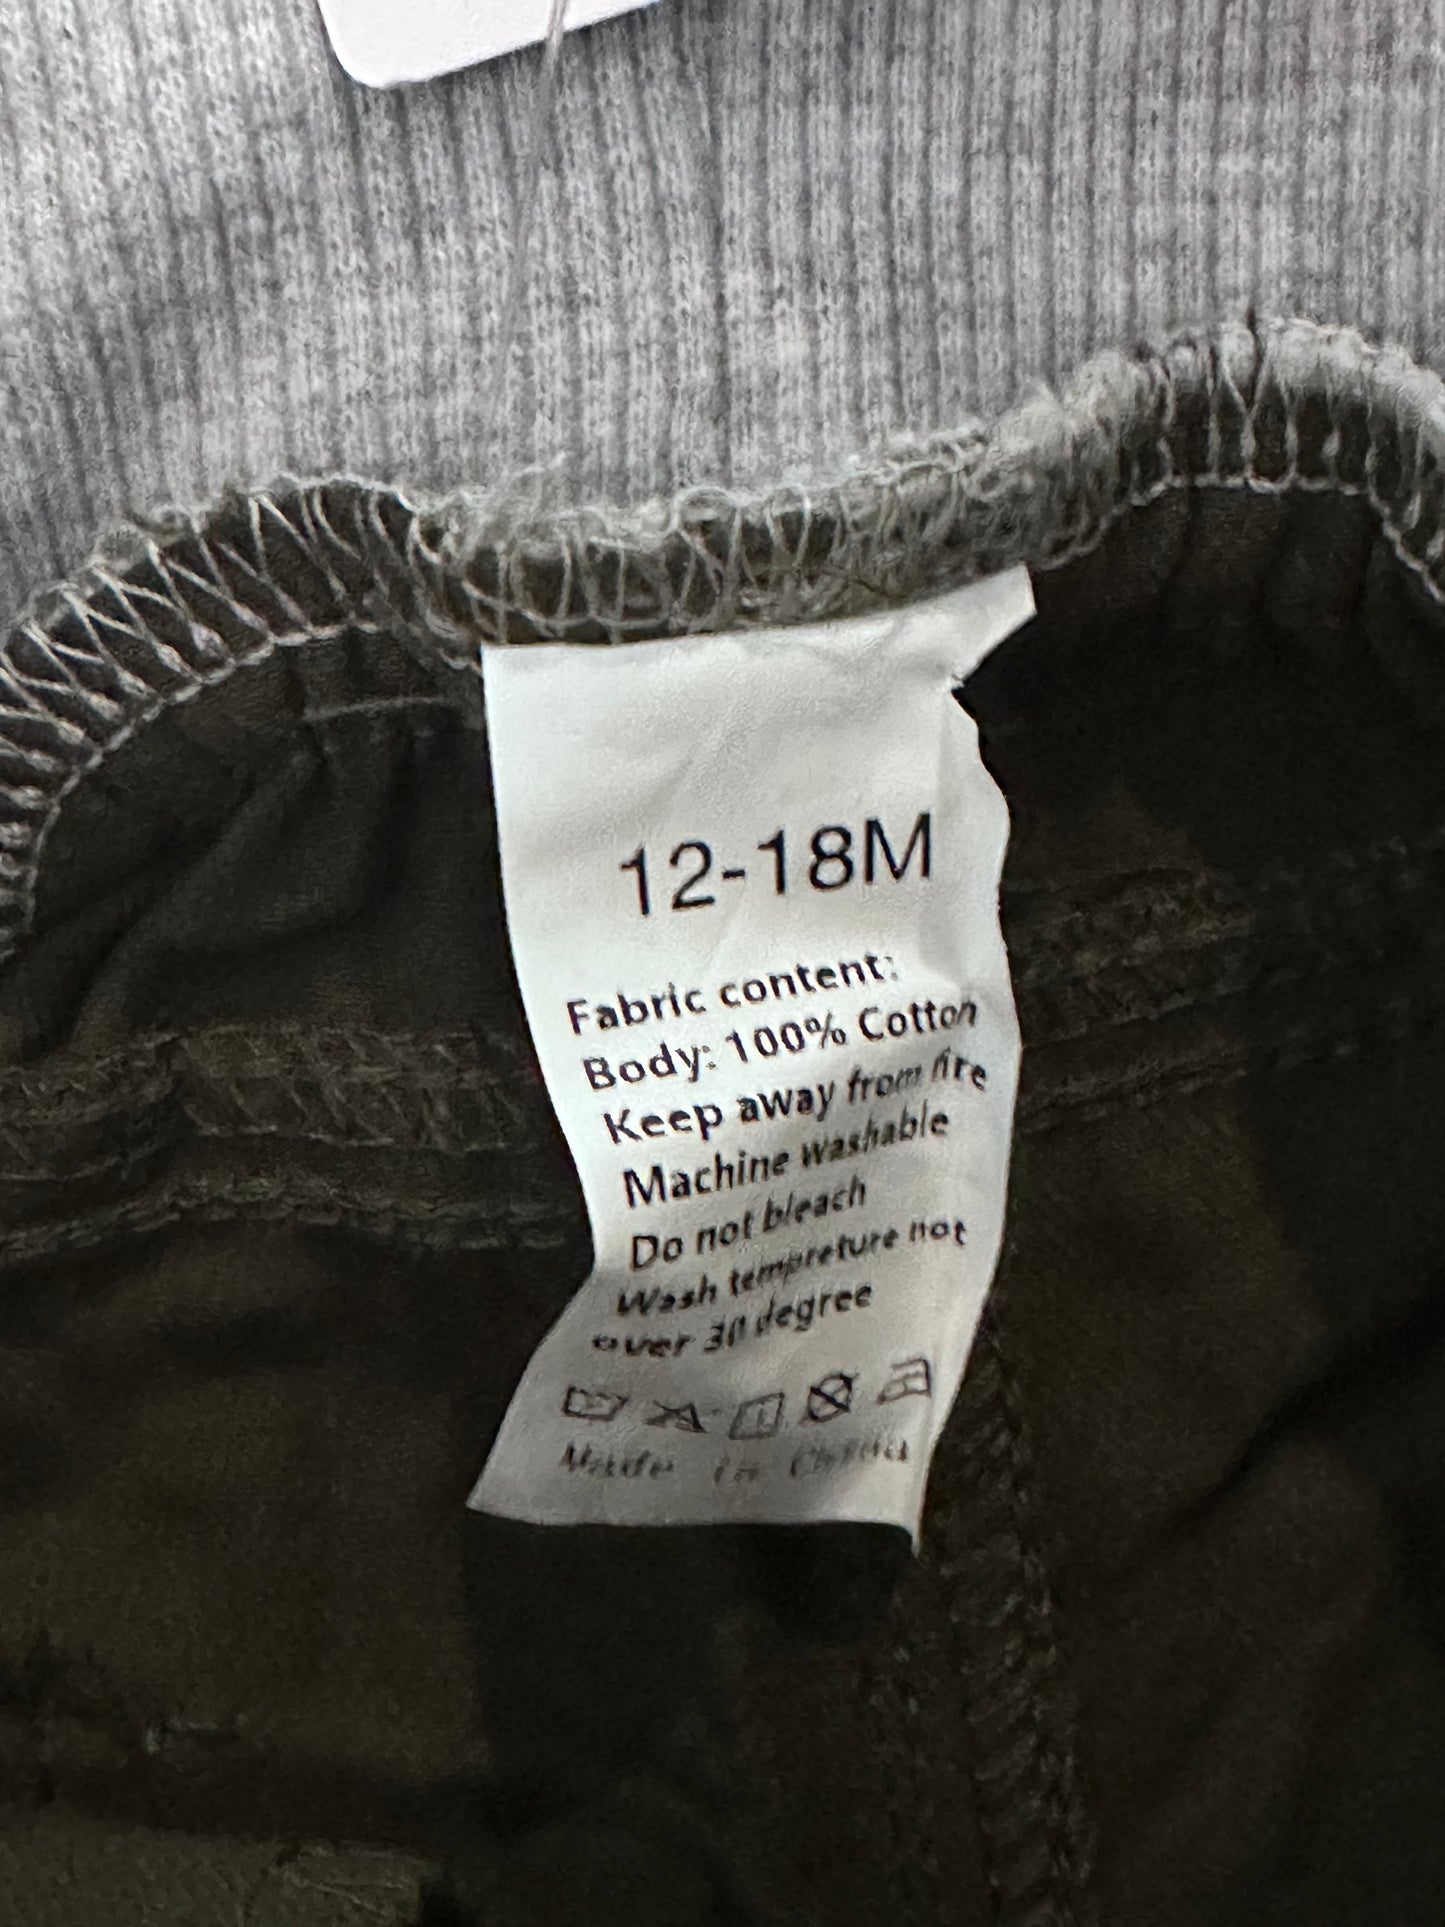 12-18M
Fabric content:
Body: 100% Cotton
Keep away from fire
Machine washable
Do not bleach
Wash tempreture not
over 30 degree
Made in China